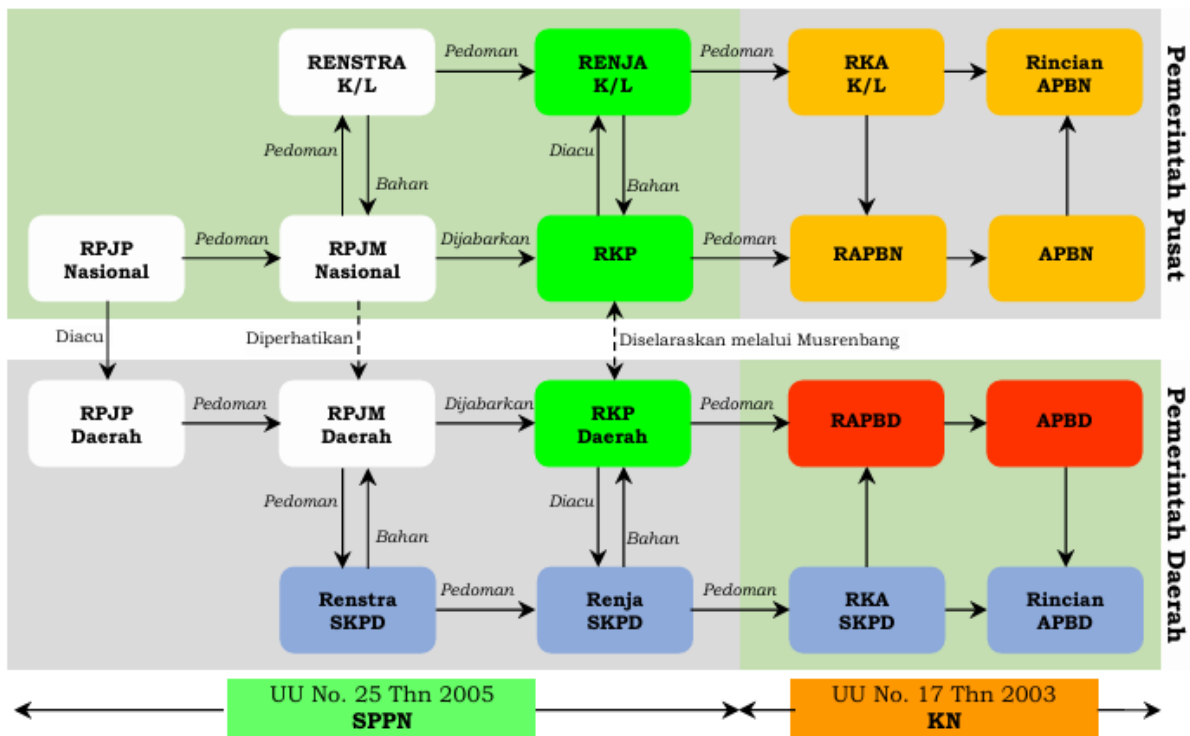 RENSTRA
K/L
Pedoman
RENJA
K/L
Pedoman
RKA
K/L
Rincian
APBN
Pedoman
Bahan
Diacu
Bahan
RPJP
Nasional
Pedoman
RPJM
Nasional
Dijabarkan
RKP
Pedoman
RAPBN
APBN
Pemerintah Pusat
Diacu
Diperhatikan
Diselaraskan melalui Musrenbang
RPJP
Daerah
Pedoman
RPJM
Daerah
Dijabarkan
RKP
Daerah
Pedoman
RAPBD
APBD
Pedoman
Bahan
Diacu
Bahan
Renstra
SKPD
Pedoman
Renja
SKPD
Pedoman
RKA
SKPD
Rincian
APBD
Pemerintah Daerah
UU No. 25 Thn 2005
SPPN
UU No. 17 Thn 2003
KN